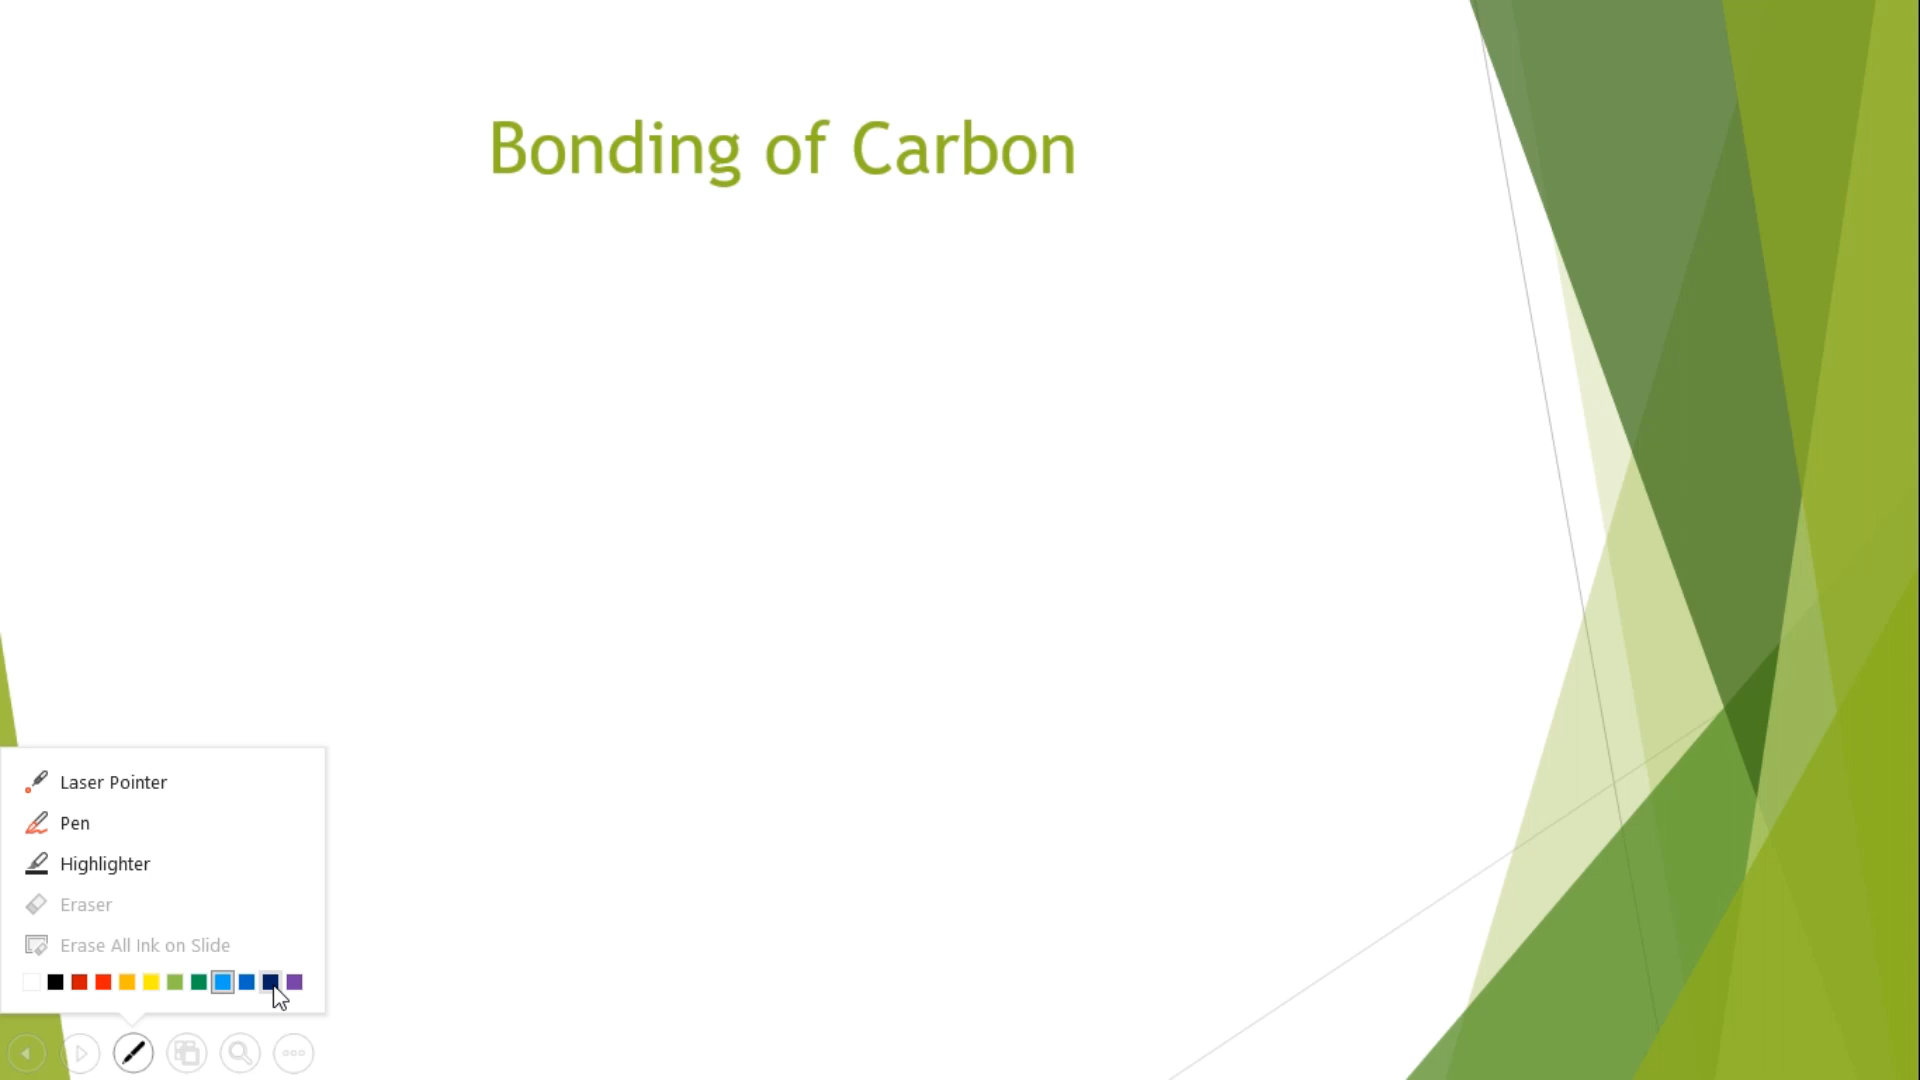 Bonding of Carbon
Laser Pointer
Pen
Highlighter
Eraser
Erase All Ink on Slide